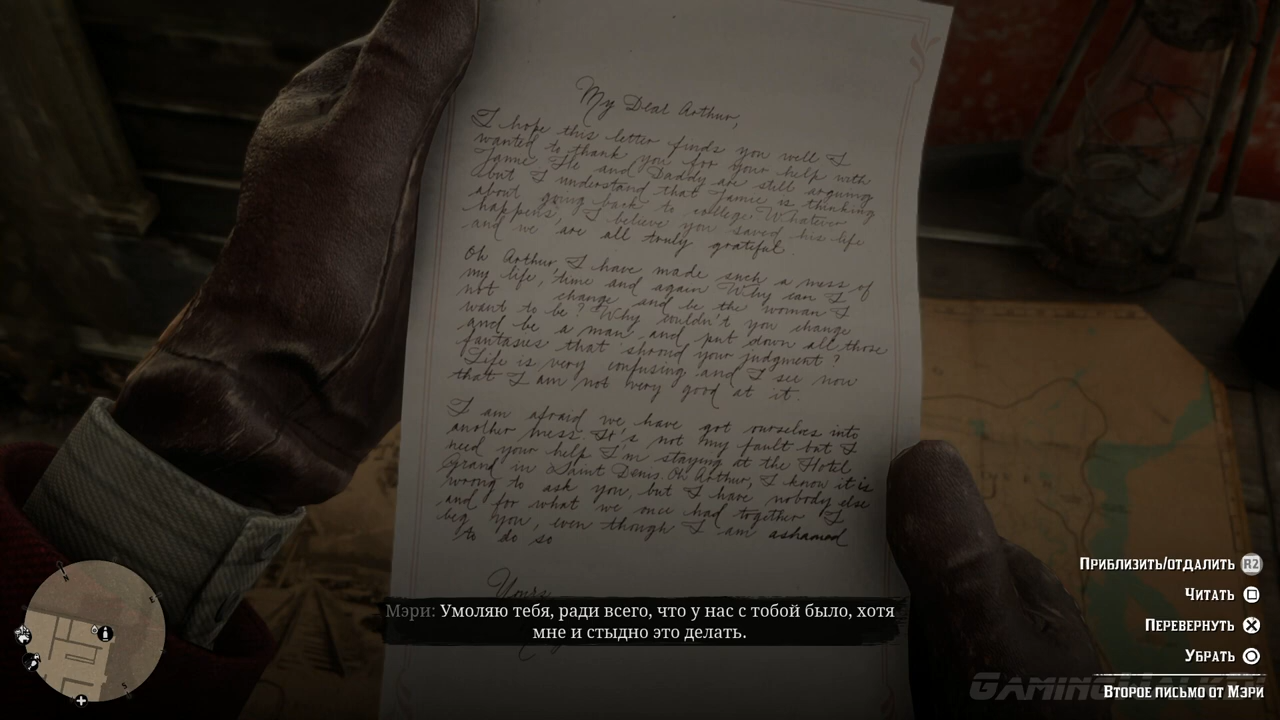 My Dear Arthur,
I hope this letter finds you well I
wanted to thank you for your help with
Jamie He and Daddy are still arguing
but I understand that Jamie is thinking
about going back to college. Whatever
happens, I believe you saved his life
and we are all truly grateful.
Oh Arthur, I have made such a mess of
my life, time and again Why can I
not change and be the woman I
want to be? Why couldn't you change
and be a man and put down all those
fantasies that shroud your judgment?
Life is very confusing and I see now
that I am not very good at it.
I am afraid we have got ourselves into
another mess. It's not my fault but I
need your help I'm staying at the Hotel
Grand in Saint Denis. Oh Arthur, I know it is
wrong to ask you, but I have nobody else
and for what we once had together I
beg you, even though I am ashamed
to do so
Yours
Мэри: Умоляю тебя, ради всего, что у нас с тобой было, хотя
мне и стыдно это делать.
Приблизить/отдалить R2
Читать
Перевернуть
Убрать
Второе письмо от Мэри